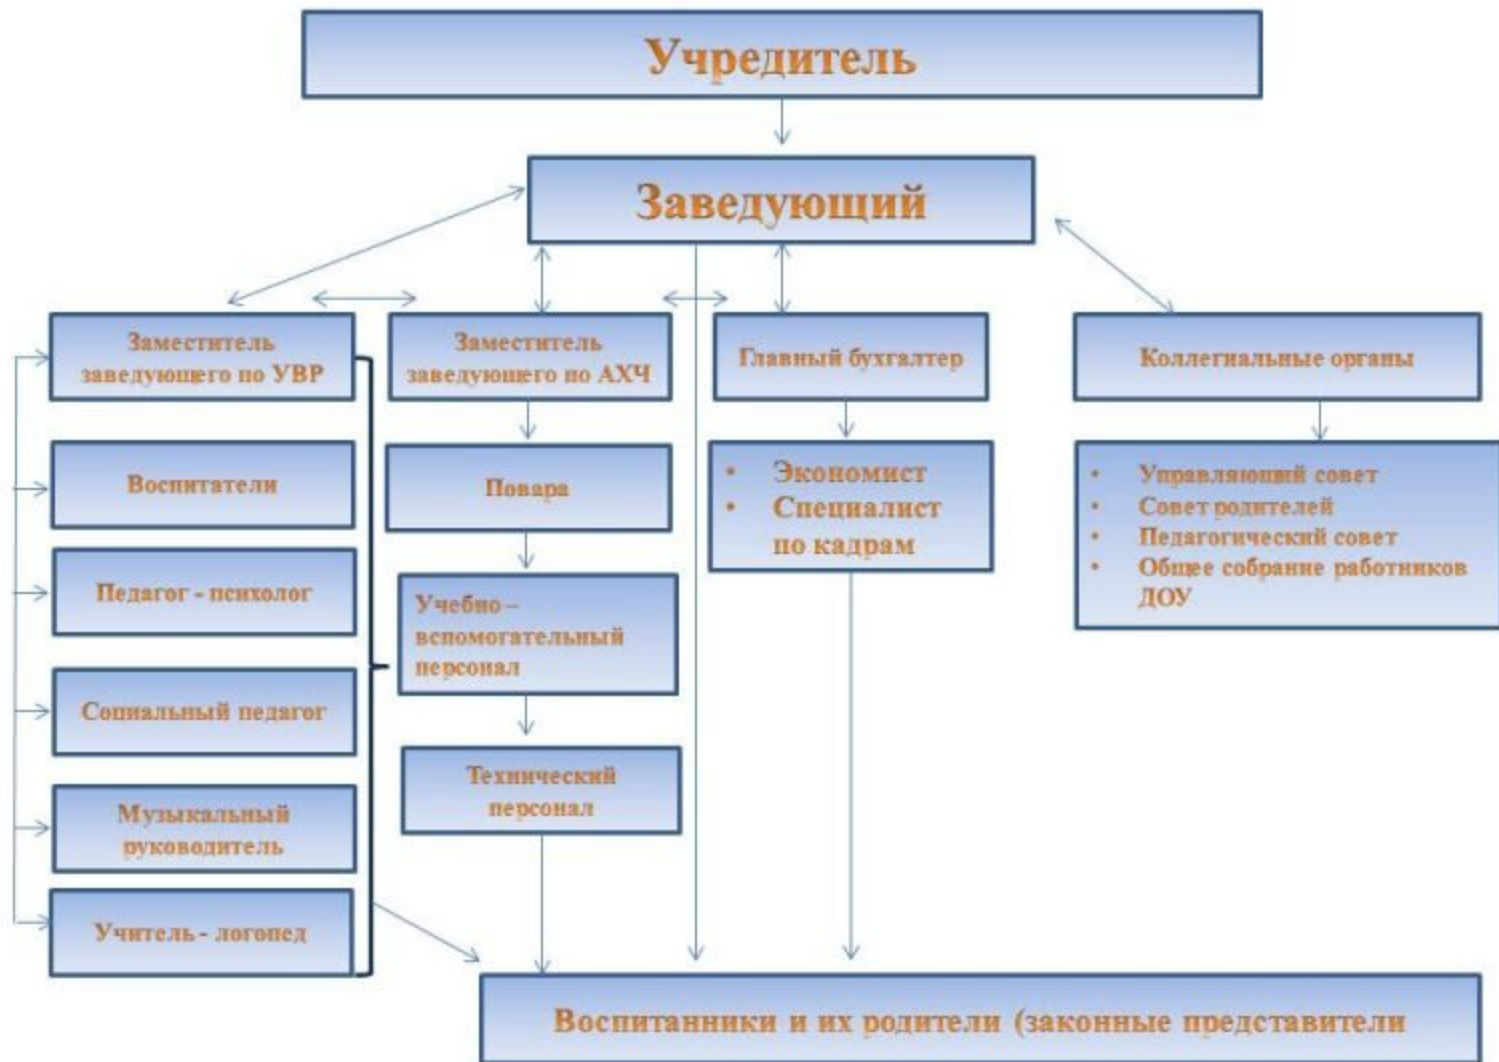 Учредитель
Заведующий
Заместитель
заведующего по УВР
Заместитель
заведующего по АХЧ
Главный бухгалтер
Коллегиальные органы
Воспитатели
Педагог - психолог
Социальный педагог
Музыкальный
руководитель
Учитель - логопед
Повара
Учебно –
вспомогательный
персонал
Технический
персонал
• Экономист
• Специалист
по кадрам
• Управляющий совет
• Совет родителей
• Педагогический совет
• Общее собрание работников
ДОУ
Воспитанники и их родители (законные представители